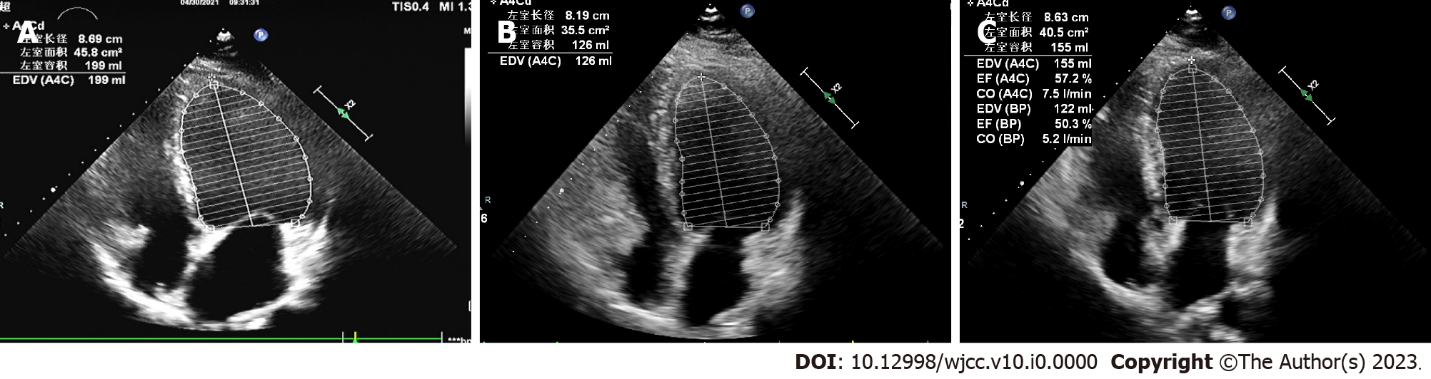 超
04/30/2021 09:31:31
TIS0.4 MI 1.3
A
A4Cd
左室长径 8.69 cm
左室面积 45.8 cm²
左室容积 199 ml
EDV (A4C) 199 ml
P
X2
R
B
A4Cd
左室长径 8.19 cm
左室面积 35.5 cm²
左室容积 126 ml
EDV (A4C) 126 ml
P
X2
R
6
C
A4Cd
左室长径 8.63 cm
左室面积 40.5 cm²
左室容积 155 ml
EDV (A4C) 155 ml
EF (A4C) 57.2 %
CO (A4C) 7.5 l/min
EDV (BP) 122 ml
EF (BP) 50.3 %
CO (BP) 5.2 l/min
P
X2
R
2
DOI: 10.12998/wjcc.v10.i0.0000 Copyright ©The Author(s) 2023.